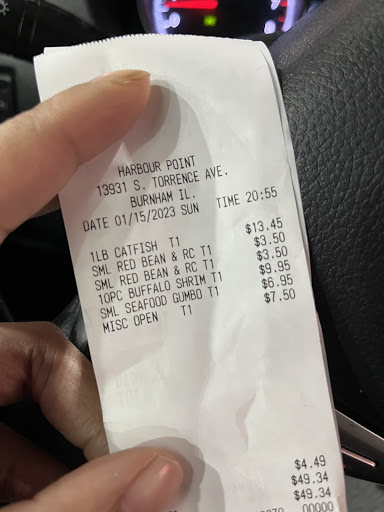 HARBOUR POINT
13931 S. TORRENCE AVE.
BURNHAM IL.
DATE 01/15/2023 SUN TIME 20:55
1LB CATFISH T1 $13.45
SML RED BEAN & RC T1 $3.50
SML RED BEAN & RC T1 $3.50
10PC BUFFALO SHRIM T1 $9.95
SML SEAFOOD GUMBO T1 $6.95
MISC OPEN T1 $7.50
$4.49
$49.34
$49.34
00000